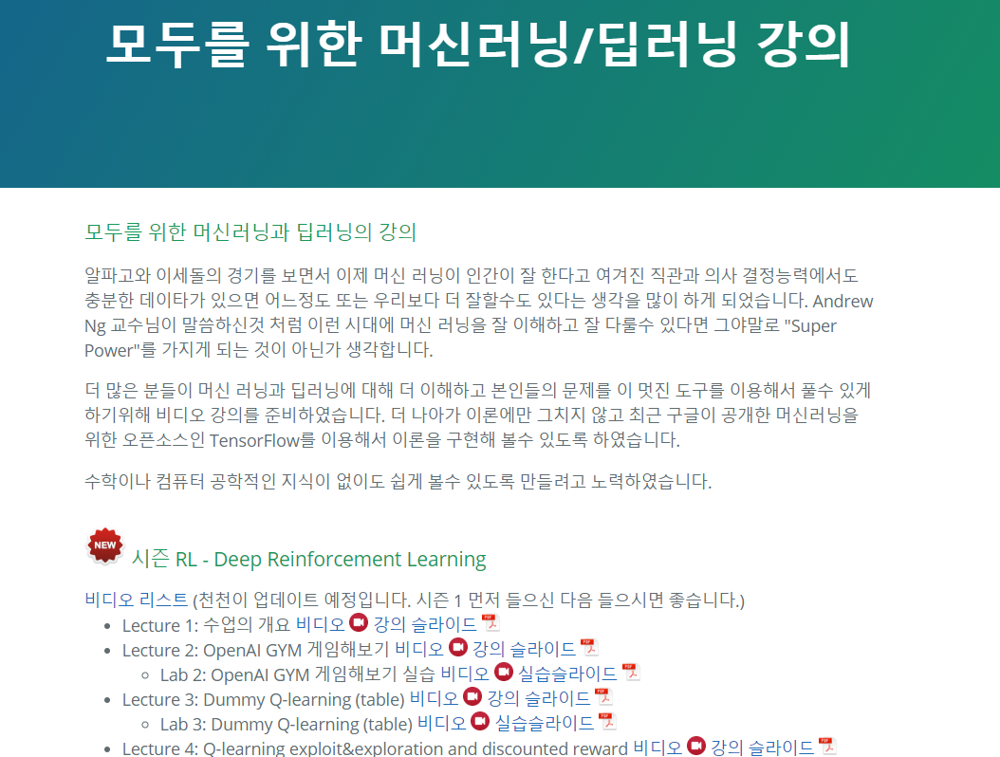 모두를 위한 머신러닝/딥러닝 강의
모두를 위한 머신러닝과 딥러닝의 강의
알파고와 이세돌의 경기를 보면서 이제 머신 러닝이 인간이 잘 한다고 여겨진 직관과 의사 결정능력에서도
충분한 데이타가 있으면 어느정도 또는 우리보다 더 잘할수도 있다는 생각을 많이 하게 되었습니다. Andrew
Ng 교수님이 말씀하신것 처럼 이런 시대에 머신 러닝을 잘 이해하고 잘 다룰수 있다면 그야말로 "Super
Power"를 가지게 되는 것이 아닌가 생각합니다.
더 많은 분들이 머신 러닝과 딥러닝에 대해 더 이해하고 본인들의 문제를 이 멋진 도구를 이용해서 풀수 있게
하기위해 비디오 강의를 준비하였습니다. 더 나아가 이론에만 그치지 않고 최근 구글이 공개한 머신러닝을
위한 오픈소스인 TensorFlow를 이용해서 이론을 구현해 볼수 있도록 하였습니다.
수학이나 컴퓨터 공학적인 지식이 없이도 쉽게 볼수 있도록 만들려고 노력하였습니다.
NEW 시즌 RL - Deep Reinforcement Learning
비디오 리스트 (천천이 업데이트 예정입니다. 시즌 1 먼저 들으신 다음 들으시면 좋습니다.)
Lecture 1: 수업의 개요 비디오 강의 슬라이드 PDF
Lecture 2: OpenAI GYM 게임해보기 비디오 강의 슬라이드 PDF
Lab 2: OpenAI GYM 게임해보기 실습 비디오 실습슬라이드 PDF
Lecture 3: Dummy Q-learning (table) 비디오 강의 슬라이드 PDF
Lab 3: Dummy Q-learning (table) 비디오 실습슬라이드 PDF
Lecture 4: Q-learning exploit&exploration and discounted reward 비디오 강의 슬라이드 PDF